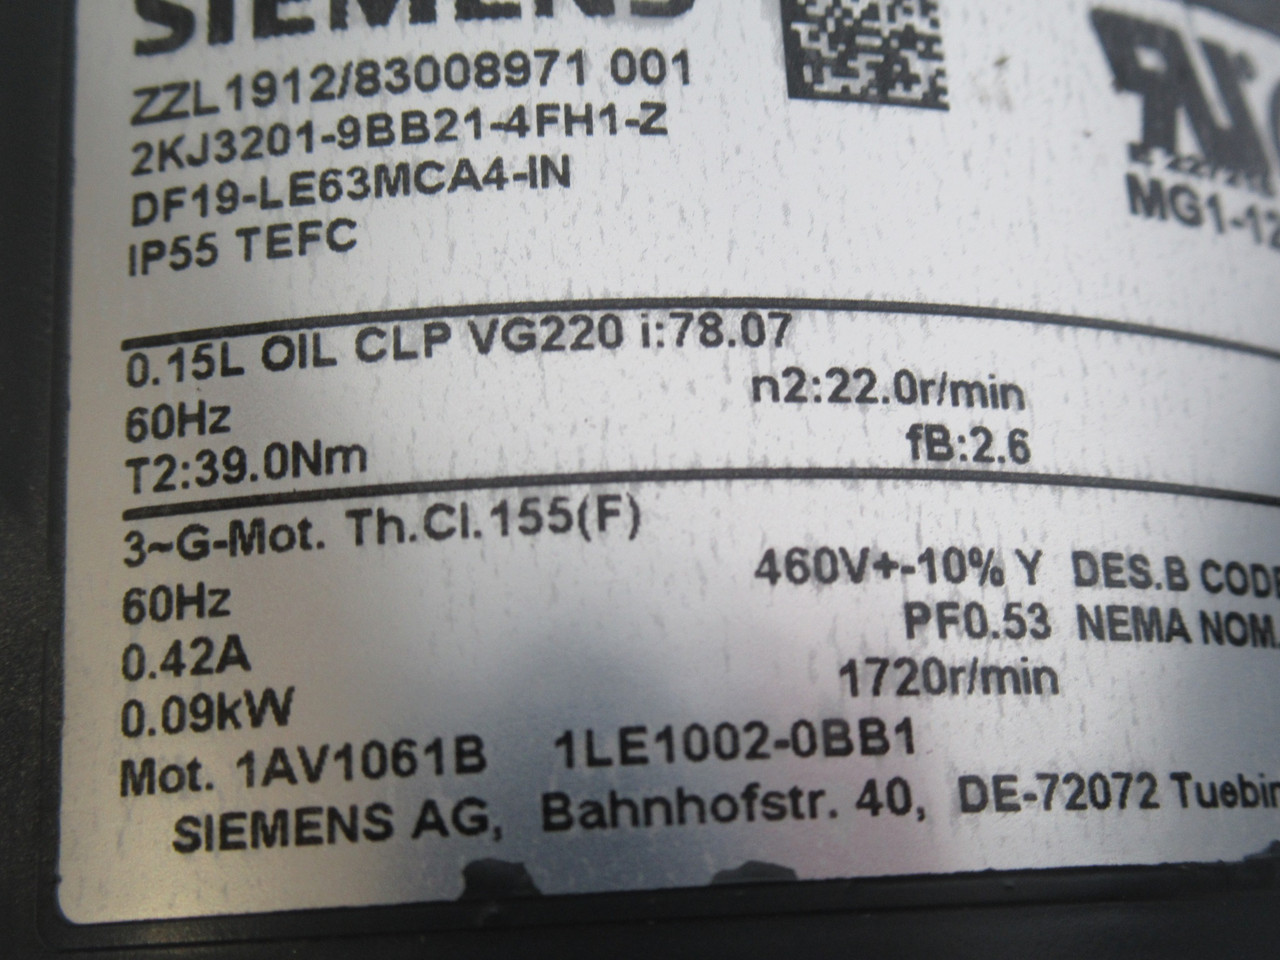 SIEMENS
ZZL1912/83008971 001
2KJ3201-9BB21-4FH1-Z
DF19-LE63MCA4-IN
IP55 TEFC
MG1-12
0.15L OIL CLP VG220 i:78.07
60Hz n2:22.0r/min
T2:39.0Nm fB:2.6
3~G-Mot. Th.Cl.155(F)
60Hz 460V+-10% Y DES.B CODE
0.42A PF0.53 NEMA NOM.
0.09kW 1720r/min
Mot. 1AV1061B 1LE1002-0BB1
SIEMENS AG, Bahnhofstr. 40, DE-72072 Tuebin